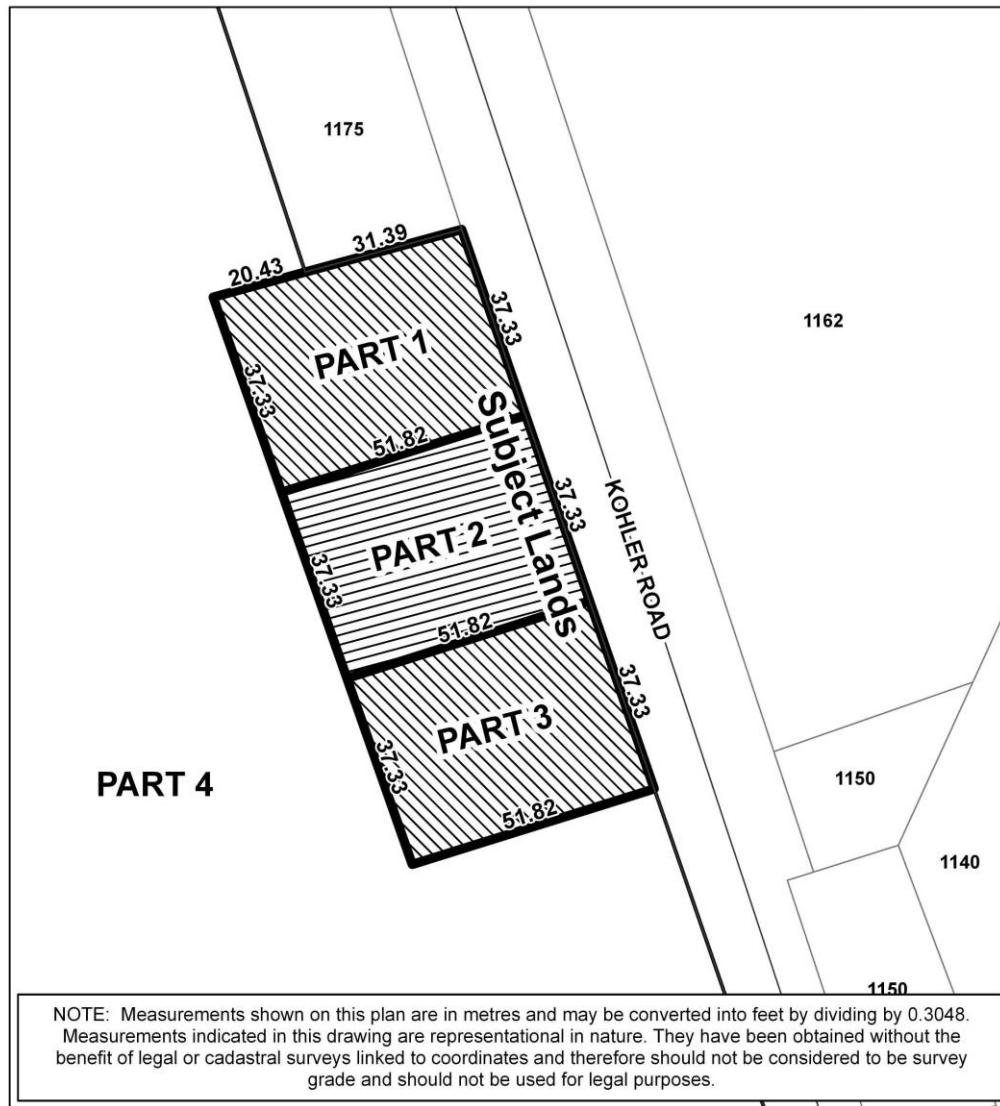 1175
31.39
20.43
37.33
1162
PART 1
37.33
51.82
Subject Lands
37.33
KOHLER ROAD
PART 2
37.33
51.82
37.33
PART 3
37.33
PART 4
1150
51.82
1140
1150
NOTE: Measurements shown on this plan are in metres and may be converted into feet by dividing by 0.3048.
Measurements indicated in this drawing are representational in nature. They have been obtained without the
benefit of legal or cadastral surveys linked to coordinates and therefore should not be considered to be survey
grade and should not be used for legal purposes.